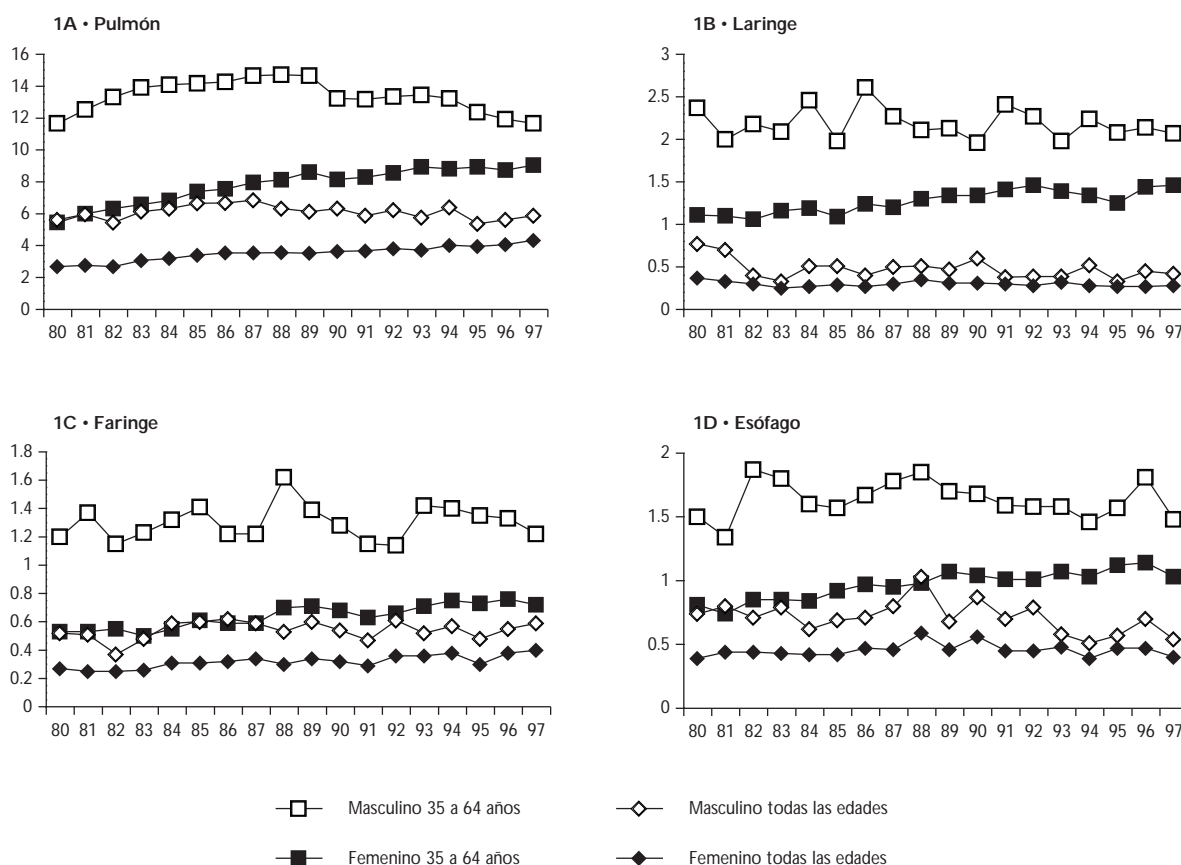 1A • Pulmón
16
14
12
10
8
6
4
2
0
80 81 82 83 84 85 86 87 88 89 90 91 92 93 94 95 96 97
1B • Laringe
3
2.5
2
1.5
1
0.5
0
80 81 82 83 84 85 86 87 88 89 90 91 92 93 94 95 96 97
1C • Faringe
1.8
1.6
1.4
1.2
1
0.8
0.6
0.4
0.2
0
80 81 82 83 84 85 86 87 88 89 90 91 92 93 94 95 96 97
1D • Esófago
2
1.5
1
0.5
0
80 81 82 83 84 85 86 87 88 89 90 91 92 93 94 95 96 97
Masculino 35 a 64 años
Masculino todas las edades
Femenino 35 a 64 años
Femenino todas las edades